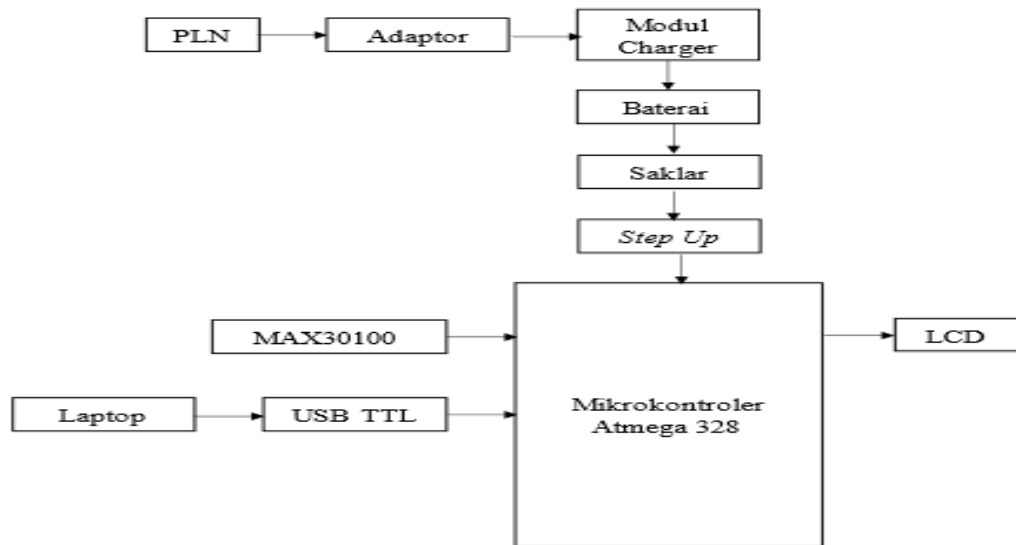 PLN
Adaptor
Modul
Charger
Baterai
Saklar
Step Up
MAX30100
LCD
Laptop
USB TTL
Mikrokontroler
Atmega 328